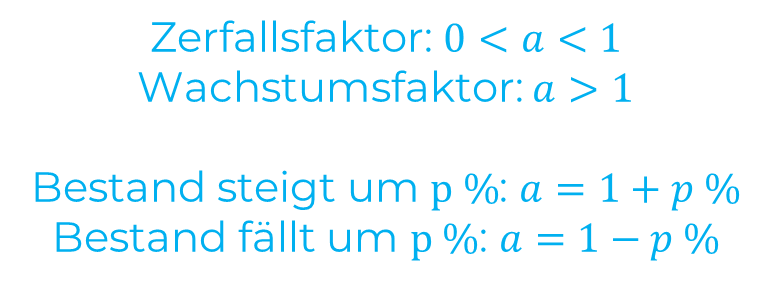 Zerfallsfaktor: 0 < a < 1
Wachstumsfaktor: a > 1
Bestand steigt um p %: a = 1 + p %
Bestand fällt um p %: a = 1 − p %